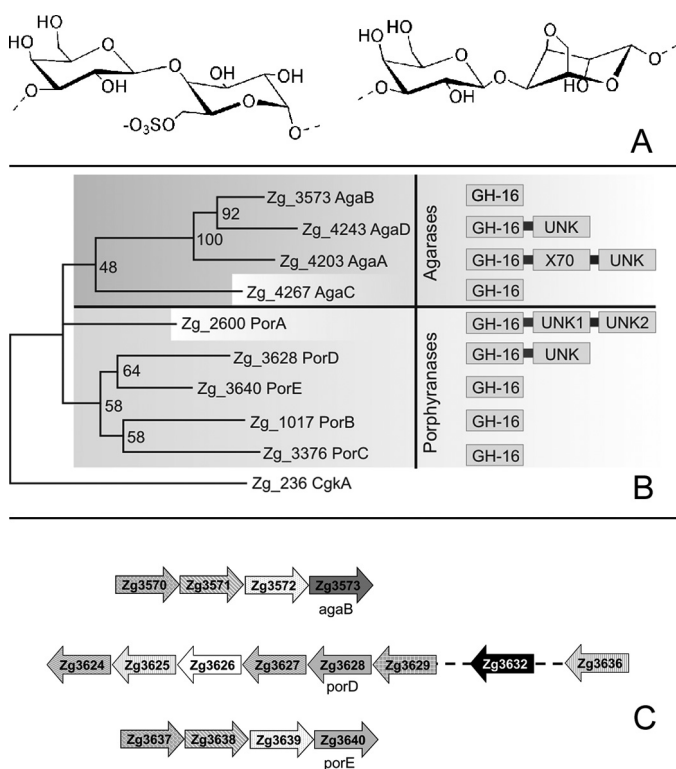 HO
HO
O
OH
O
O
-O3SO
HO
OH
O
O
HO
HO
O
OH
O
O
O
HO
O
O
A
Zg_3573 AgaB
GH-16
92
Zg_4243 AgaD
GH-16
UNK
100
Zg_4203 AgaA
GH-16
X70
UNK
48
Zg_4267 AgaC
GH-16
Agarases
Zg_2600 PorA
GH-16
UNK1
UNK2
Zg_3628 PorD
GH-16
UNK
64
Zg_3640 PorE
GH-16
58
Zg_1017 PorB
GH-16
58
Zg_3376 PorC
GH-16
Porphyranases
Zg_236 CgkA
B
Zg3570 Zg3571 Zg3572 Zg3573
agaB
Zg3624 Zg3625 Zg3626 Zg3627 Zg3628 Zg3629 Zg3632 Zg3636
porD
Zg3637 Zg3638 Zg3639 Zg3640
porE
C